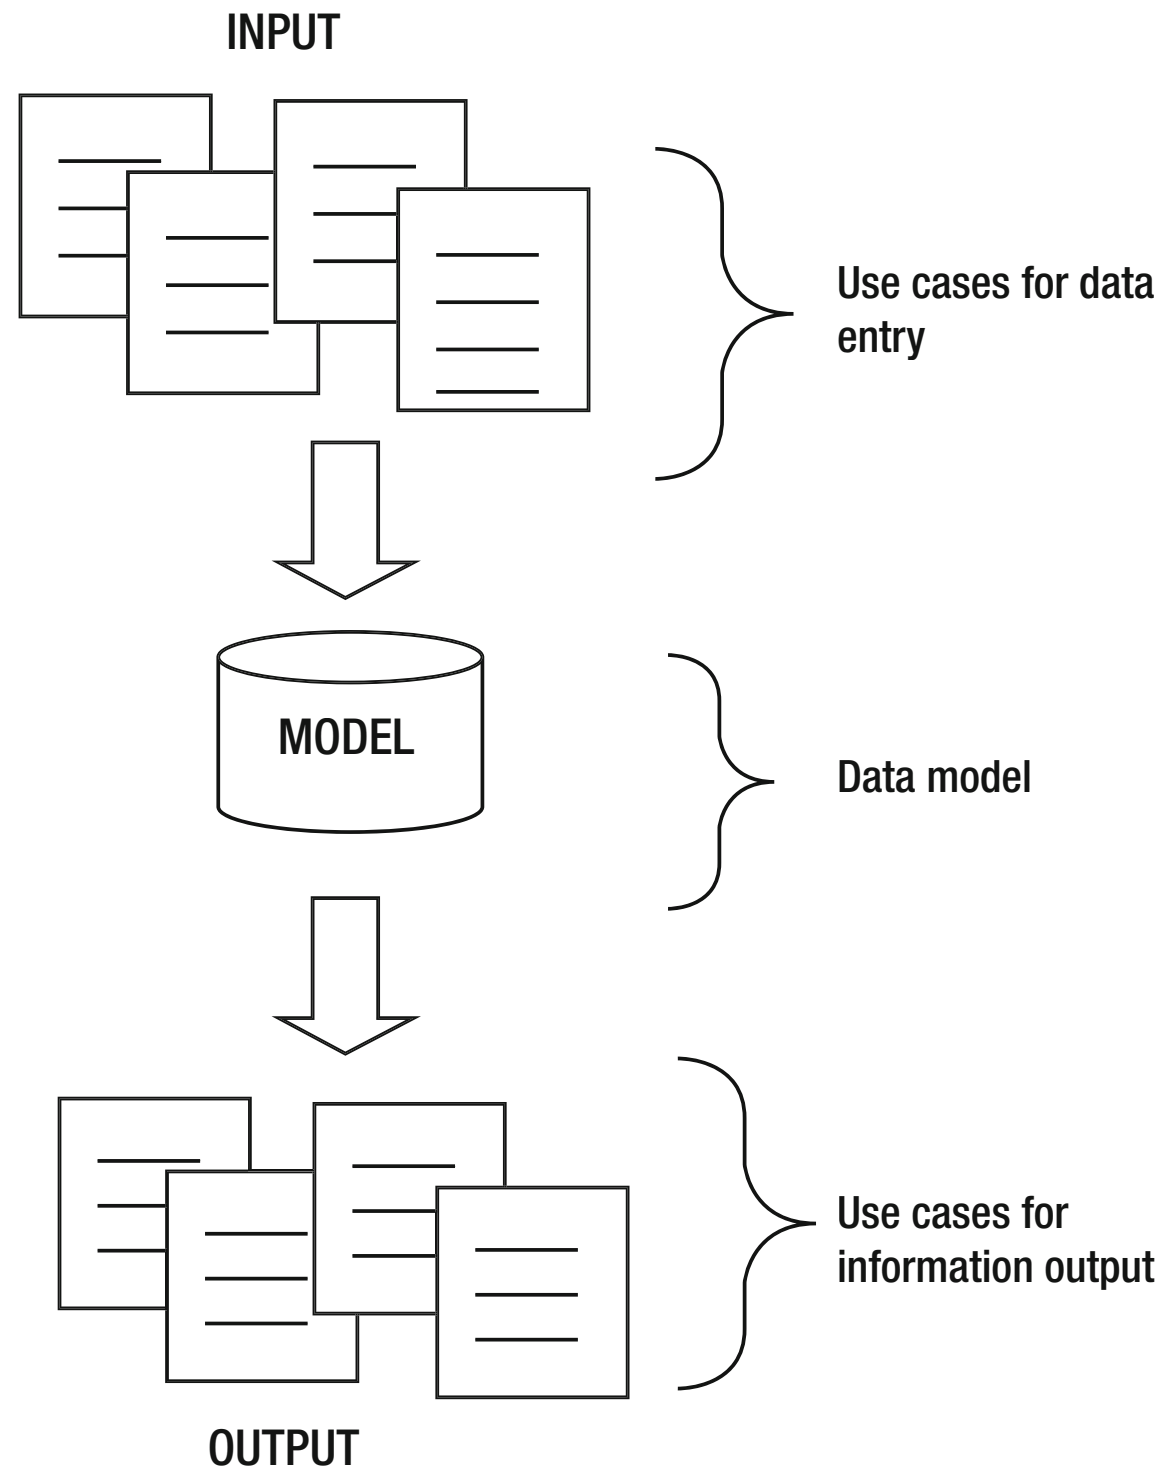 INPUT
Use cases for data
entry
MODEL
Data model
Use cases for
information output
OUTPUT